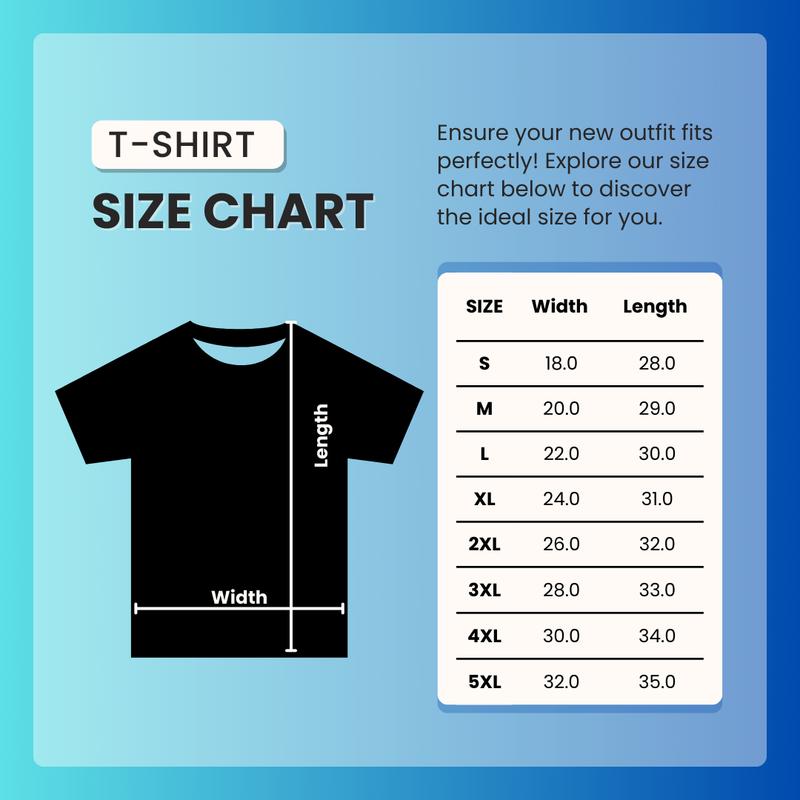 T-SHIRT
SIZE CHART
Ensure your new outfit fits
perfectly! Explore our size
chart below to discover
the ideal size for you.
Length
Width
SIZE Width Length
S 18.0 28.0
M 20.0 29.0
L 22.0 30.0
XL 24.0 31.0
2XL 26.0 32.0
3XL 28.0 33.0
4XL 30.0 34.0
5XL 32.0 35.0